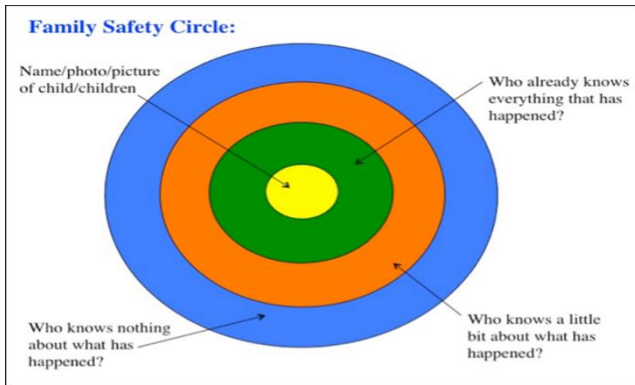 Family Safety Circle:
Name/photo/picture
of child/children
Who already knows
everything that has
happened?
Who knows nothing
about what has
happened?
Who knows a little
bit about what has
happened?